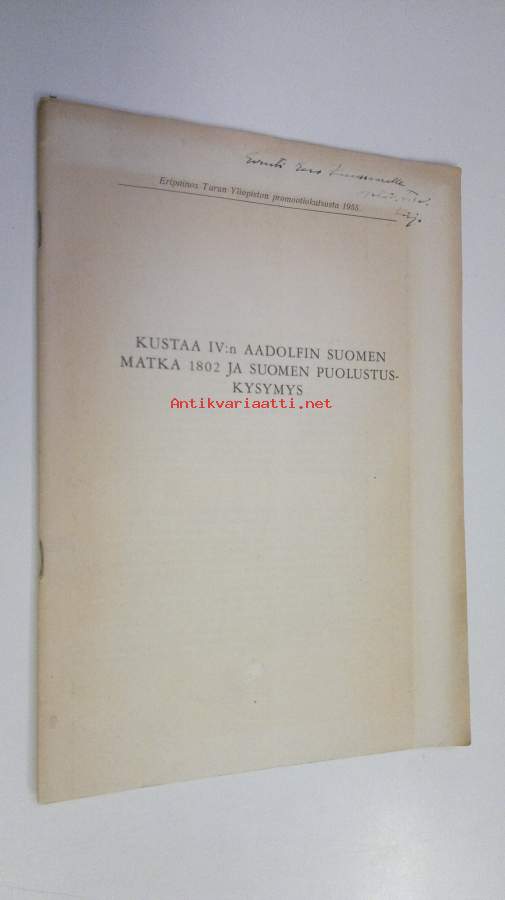 Eripainos Turun Yliopiston promootiokutsusta 1955.
KUSTAA IV:n AADOLFIN SUOMEN
MATKA 1802 JA SUOMEN PUOLUSTUS-
KYSYMYS
Antikvariaatti.net